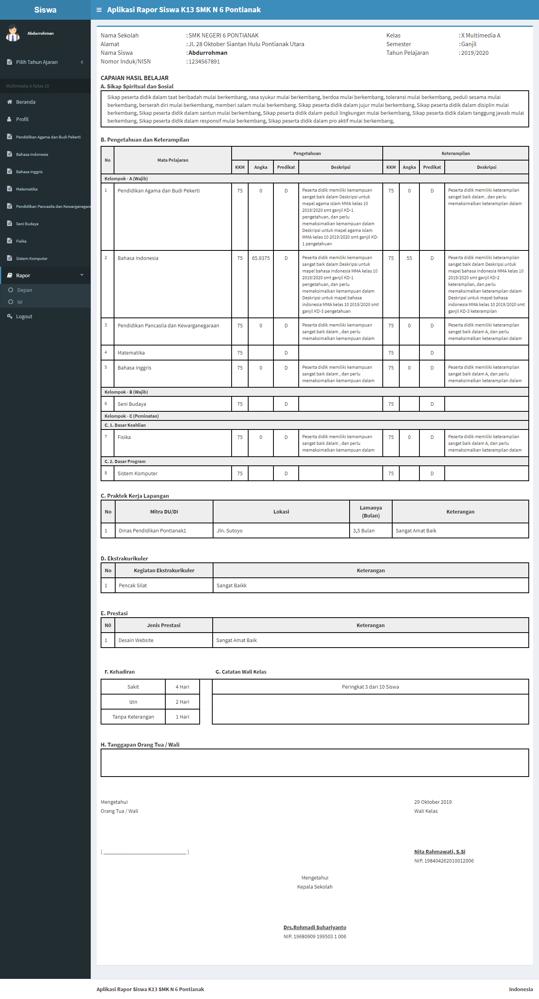 Siswa
Aplikasi Rapor Siswa K13 SMK N 6 Pontianak
Abdurrohman
Pilih Tahun Ajaran
Multimedia A Kelas 10
Beranda
Profil
Pendidikan Agama dan Budi Pekerti
Bahasa Indonesia
Bahasa Inggris
Matematika
Pendidikan Pancasila dan Kewarganegara
Seni Budaya
Fisika
Sistem Komputer
Rapor
Depan
Isi
Logout
Nama Sekolah : SMK NEGERI 6 PONTIANAK Kelas : X Multimedia A
Alamat : Jl. 28 Oktober Siantan Hulu Pontianak Utara Semester : Ganjil
Nama Siswa : Abdurrohman Tahun Pelajaran : 2019/2020
Nomor Induk/NISN : 1234567891
CAPAIAN HASIL BELAJAR
A. Sikap Spiritual dan Sosial
Sikap peserta didik dalam taat beribadah mulai berkembang, rasa syukur mulai berkembang, berdoa mulai berkembang, toleransi mulai berkembang, peduli sesama mulai
berkembang, berserah diri mulai berkembang, memberi salam mulai berkembang. Sikap peserta didik dalam jujur mulai berkembang, Sikap peserta didik dalam disiplin mulai
berkembang, Sikap peserta didik dalam santun mulai berkembang, Sikap peserta didik dalam peduli lingkungan mulai berkembang, Sikap peserta didik dalam tanggung jawab mulai
berkembang, Sikap peserta didik dalam responsif mulai berkembang, Sikap peserta didik dalam pro aktif mulai berkembang,
B. Pengetahuan dan Keterampilan
No Mata Pelajaran Pengetahuan Keterampilan
KKM Angka Predikat Deskripsi KKM Angka Predikat Deskripsi
Kelompok - A (Wajib)
1 Pendidikan Agama dan Budi Pekerti 75 0 D
Peserta didik memiliki kemampuan
sangat baik dalam Deskripsi untuk
mapel agama islam MMA kelas 10
2019/2020 smt ganjil KD-1
pengetahuan, dan perlu
memaksimalkan kemampuan dalam
Deskripsi untuk mapel agama islam
MMA kelas 10 2019/2020 smt ganjil KD-
1 pengetahuan
75 0 D
Peserta didik memiliki keterampilan
sangat baik dalam , dan perlu
memaksimalkan keterampilan dalam
2 Bahasa Indonesia 75 65.9375 D
Peserta didik memiliki kemampuan
sangat baik dalam Deskripsi untuk
mapel bahasa indonesia MMA kelas 10
2019/2020 smt ganjil KD-1
pengetahuan, dan perlu
memaksimalkan kemampuan dalam
Deskripsi untuk mapel bahasa
indonesia MMA kelas 10 2019/2020 smt
ganjil KD-3 pengetahuan
75 55 D
Peserta didik memiliki keterampilan
sangat baik dalam Deskripsi untuk
mapel bahasa indonesia MMA kelas 10
2019/2020 smt ganjil KD-2
keterampilan, dan perlu
memaksimalkan keterampilan dalam
Deskripsi untuk mapel bahasa
indonesia MMA kelas 10 2019/2020 smt
ganjil KD-3 keterampilan
3 Pendidikan Pancasila dan Kewarganegaraan 75 0 D
Peserta didik memiliki kemampuan
sangat baik dalam , dan perlu
memaksimalkan kemampuan dalam
75 0 D
Peserta didik memiliki keterampilan
sangat baik dalam A, dan perlu
memaksimalkan keterampilan dalam
4 Matematika 75 D 75 D
5 Bahasa Inggris 75 0 D
Peserta didik memiliki kemampuan
sangat baik dalam , dan perlu
memaksimalkan kemampuan dalam
75 0 D
Peserta didik memiliki keterampilan
sangat baik dalam A, dan perlu
memaksimalkan keterampilan dalam
Kelompok - B (Wajib)
6 Seni Budaya 75 D 75 D
Kelompok - C (Peminatan)
C. 1. Dasar Keahlian
7 Fisika 75 0 D
Peserta didik memiliki kemampuan
sangat baik dalam , dan perlu
memaksimalkan kemampuan dalam
75 0 D
Peserta didik memiliki keterampilan
sangat baik dalam A, dan perlu
memaksimalkan keterampilan dalam
C. 2. Dasar Program
8 Sistem Komputer 75 D 75 D
C. Praktek Kerja Lapangan
No Mitra DU/DI Lokasi Lamanya (Bulan) Keterangan
1 Dinas Pendidikan Pontianak1 Jln. Sutoyo 3,5 Bulan Sangat Amat Baik
D. Ekstrakurikuler
No Kegiatan Ekstrakurikuler Keterangan
1 Pencak Silat Sangat Baikk
E. Prestasi
N0 Jenis Prestasi Keterangan
1 Desain Website Sangat Amat Baik
F. Kehadiran G. Catatan Wali Kelas
Sakit 4 Hari Peringkat 3 dari 10 Siswa
Izin 2 Hari
Tanpa Keterangan 1 Hari
H. Tanggapan Orang Tua / Wali
Mengetahui 29 Oktober 2019
Orang Tua / Wali Wali Kelas
( ______________________________ ) Nita Rahmawati, S.Si
NIP. 198404262010012006
Mengetahui
Kepala Sekolah
Drs.Rohmadi Suhariyanto
NIP. 19680909 199503 1 006
Aplikasi Rapor Siswa K13 SMK N 6 Pontianak Indonesia